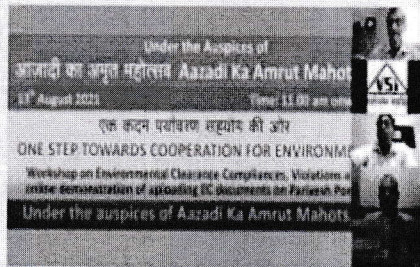 Under the Auspices of
आज़ादी का अमृत महोत्सव Aazadi Ka Amrut Mahot
August 2021 Time: 11.00 am
VSI
एक कदम पर्यावरण सहयोग की ओर
ONE STEP TOWARDS COOPERATION FOR ENVIRONME
Workshop on Environmental Clearance Compliances, Violations
demonstration of uploading EC documents on Parivesh Por
Under the auspices of Aazadi Ka Amrut Mahots